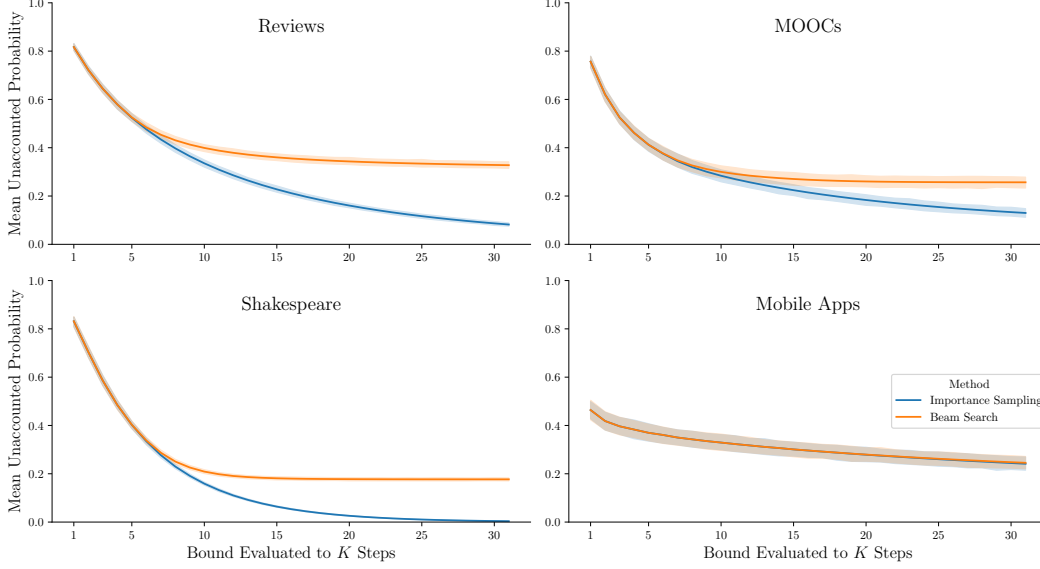 Reviews
Mean Unaccounted Probability
1.0
0.8
0.6
0.4
0.2
0.0
1 5 10 15 20 25 30
MOOCs
1.0
0.8
0.6
0.4
0.2
0.0
1 5 10 15 20 25 30
Shakespeare
Mean Unaccounted Probability
1.0
0.8
0.6
0.4
0.2
0.0
1 5 10 15 20 25 30
Bound Evaluated to K Steps
Mobile Apps
1.0
0.8
0.6
0.4
0.2
0.0
Method
Importance Sampling
Beam Search
1 5 10 15 20 25 30
Bound Evaluated to K Steps